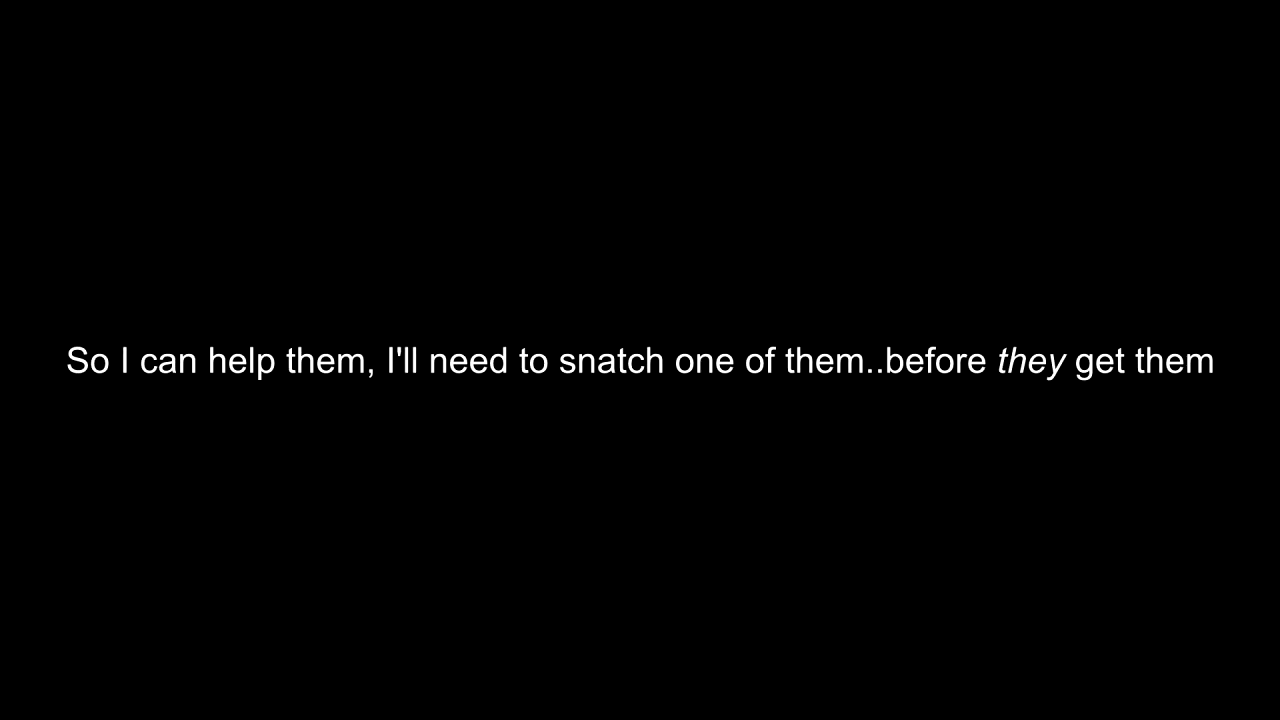 So I can help them, I'll need to snatch one of them..before they get them